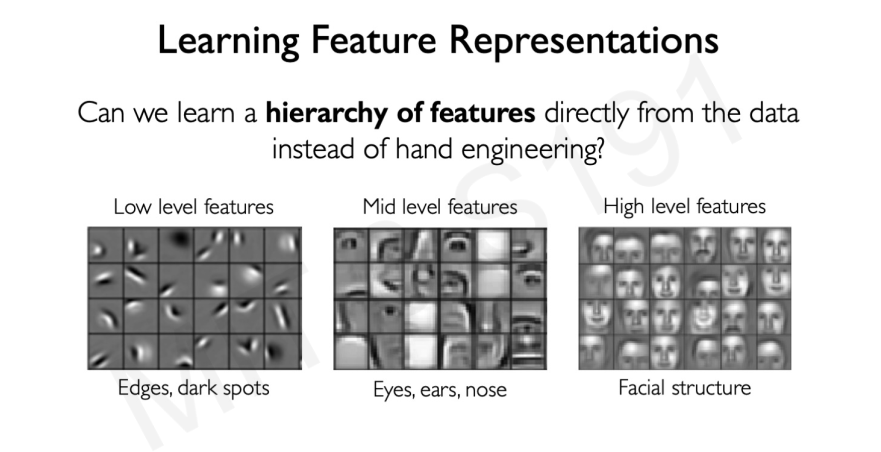 Learning Feature Representations
Can we learn a hierarchy of features directly from the data
instead of hand engineering?
Low level features
Mid level features
High level features
Edges, dark spots
Eyes, ears, nose
Facial structure